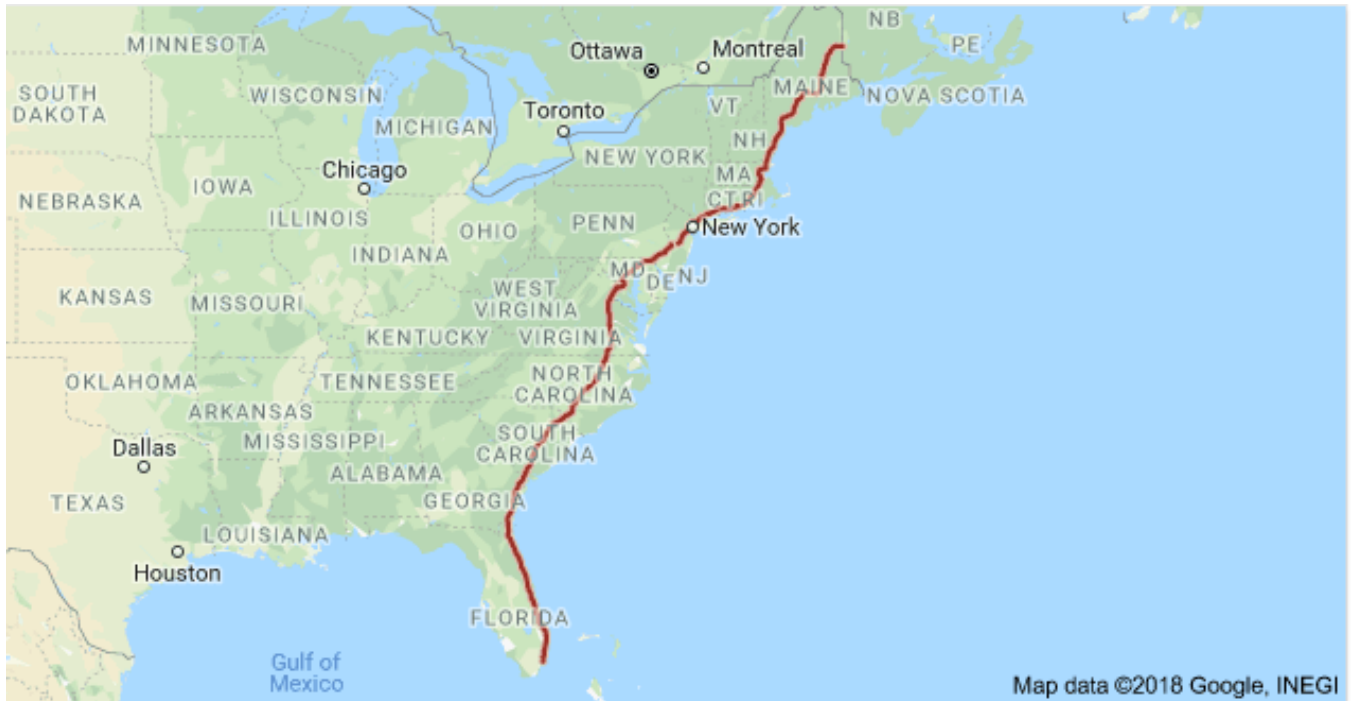 NB
MINNESOTA
Ottawa
Montreal
PE
SOUTH
DAKOTA
WISCONSIN
MAINE
NOVA SCOTIA
VT
MICHIGAN
Toronto
NH
NEW YORK
Chicago
MA
IOWA
NEBRASKA
CT RI
ILLINOIS
PENN
New York
OHIO
INDIANA
MD
NJ
DE
KANSAS
MISSOURI
WEST
VIRGINIA
KENTUCKY
VIRGINIA
NORTH
CAROLINA
OKLAHOMA
TENNESSEE
ARKANSAS
MISSISSIPPI
SOUTH
CAROLINA
Dallas
ALABAMA
TEXAS
GEORGIA
LOUISIANA
Houston
FLORIDA
Gulf of
Mexico
Map data ©2018 Google, INEGI